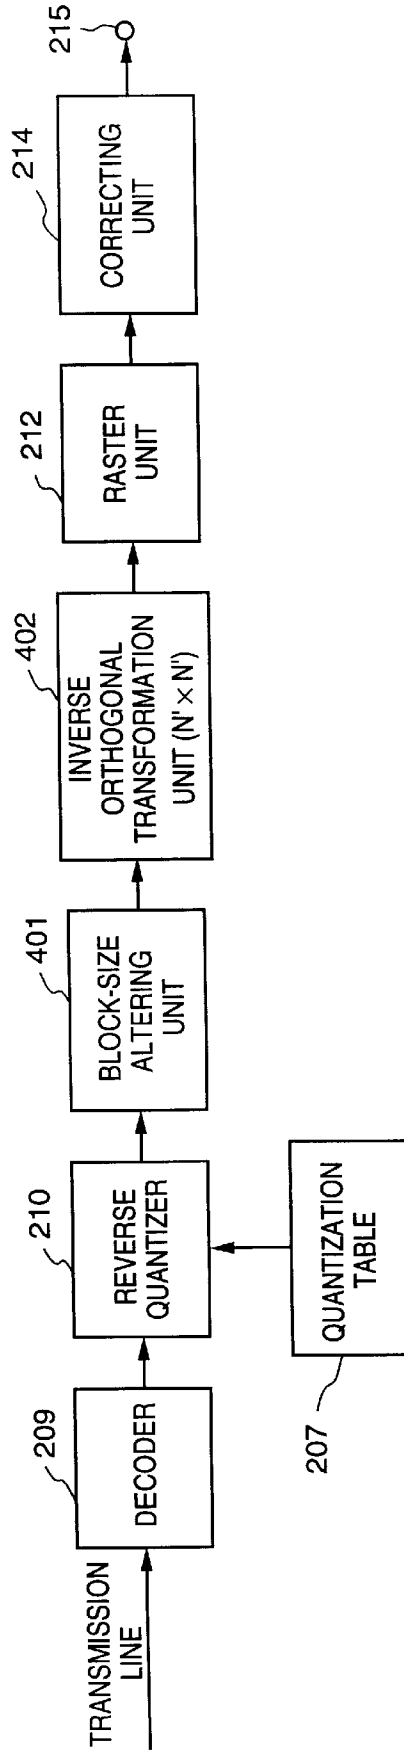 TRANSMISSION
LINE
209
DECODER
210
REVERSE
QUANTIZER
207
QUANTIZATION
TABLE
401
BLOCK-SIZE
ALTERING
UNIT
402
INVERSE
ORTHOGONAL
TRANSFORMATION
UNIT (N' × N')
212
RASTER
UNIT
214
CORRECTING
UNIT
215